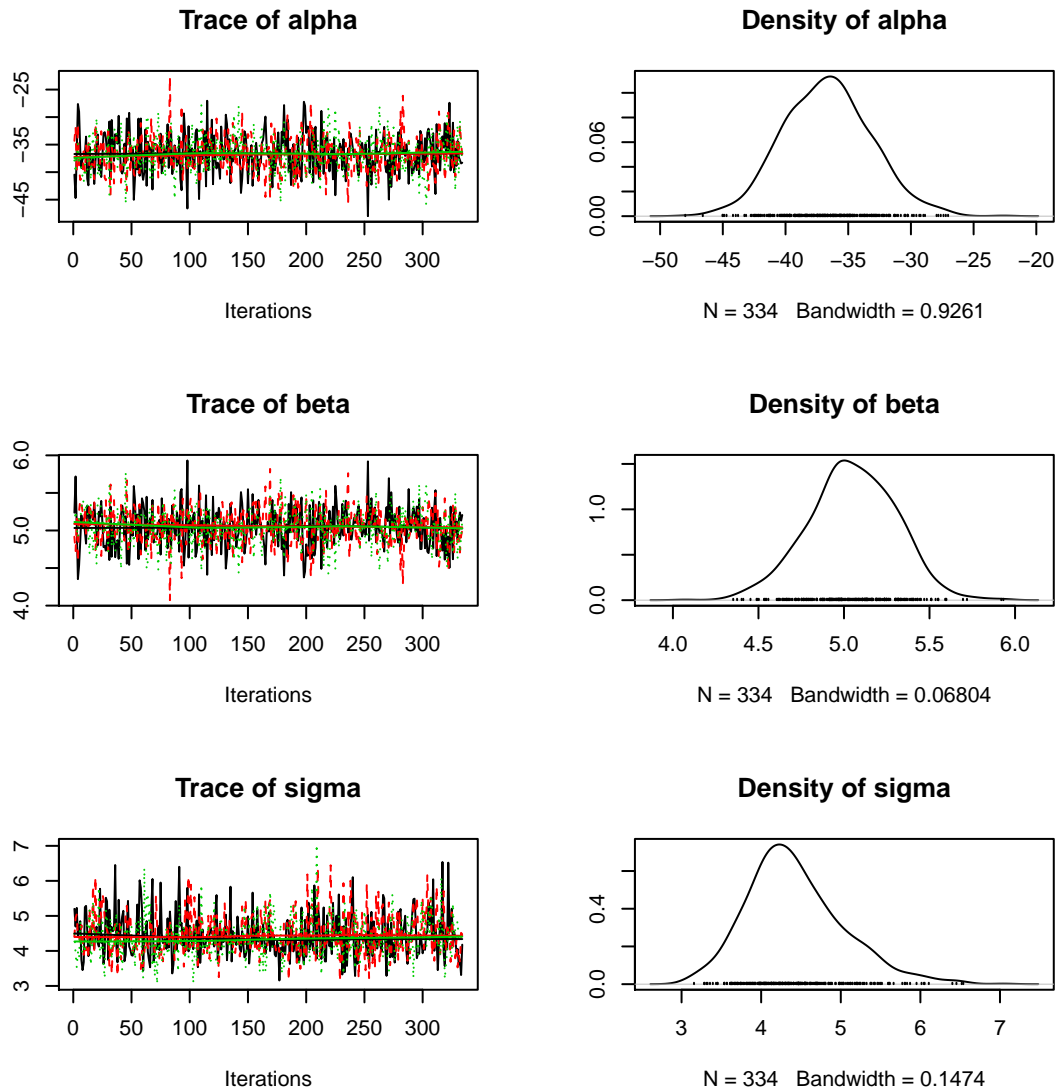 Trace of alpha
−25
−35
−45
0 50 100 150 200 250 300
Iterations
Density of alpha
0.06
0.00
−50 −45 −40 −35 −30 −25 −20
N = 334 Bandwidth = 0.9261
Trace of beta
6.0
5.0
4.0
0 50 100 150 200 250 300
Iterations
Density of beta
1.0
0.0
4.0 4.5 5.0 5.5 6.0
N = 334 Bandwidth = 0.06804
Trace of sigma
7
6
5
4
3
0 50 100 150 200 250 300
Iterations
Density of sigma
0.4
0.0
3 4 5 6 7
N = 334 Bandwidth = 0.1474